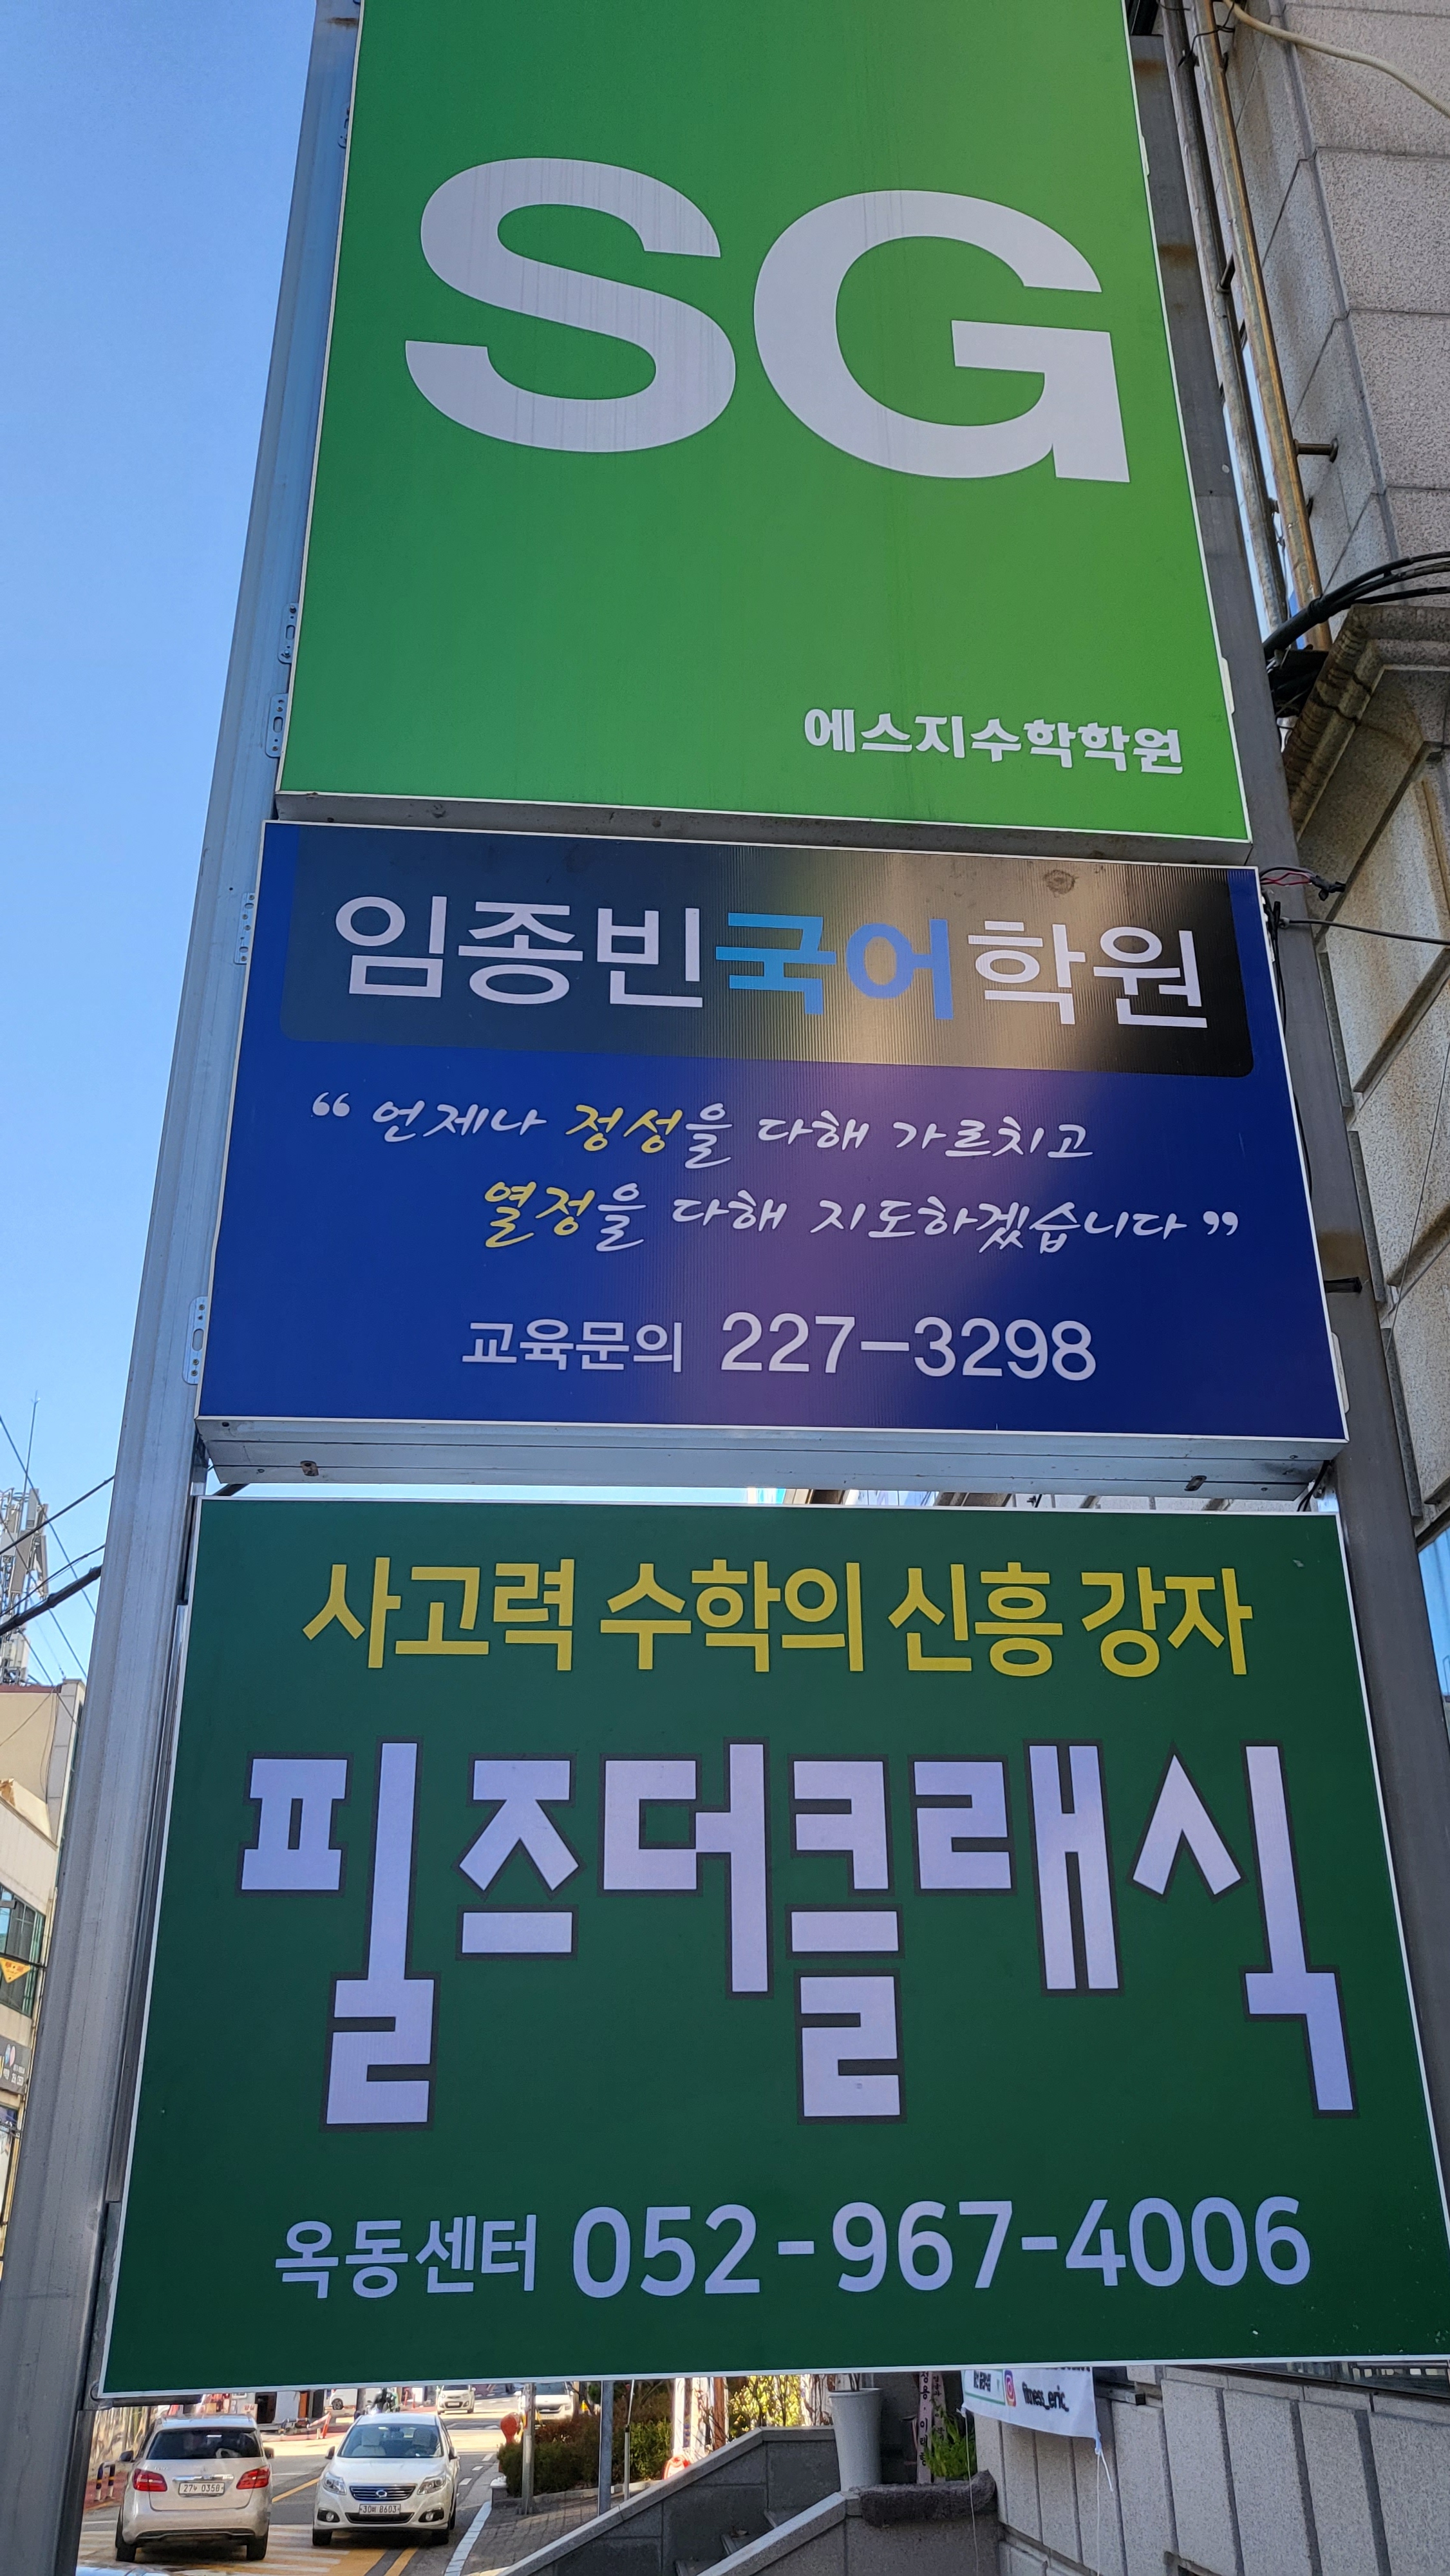 SG
에스지수학학원
임종빈국어학원
“ 언제나 정성을 다해 가르치고
열정을 다해 지도하겠습니다 ”
교육문의 227-3298
사고력 수학의 신흥 강자
필즈더클래식
옥동센터 052-967-4006
fitness_eric_